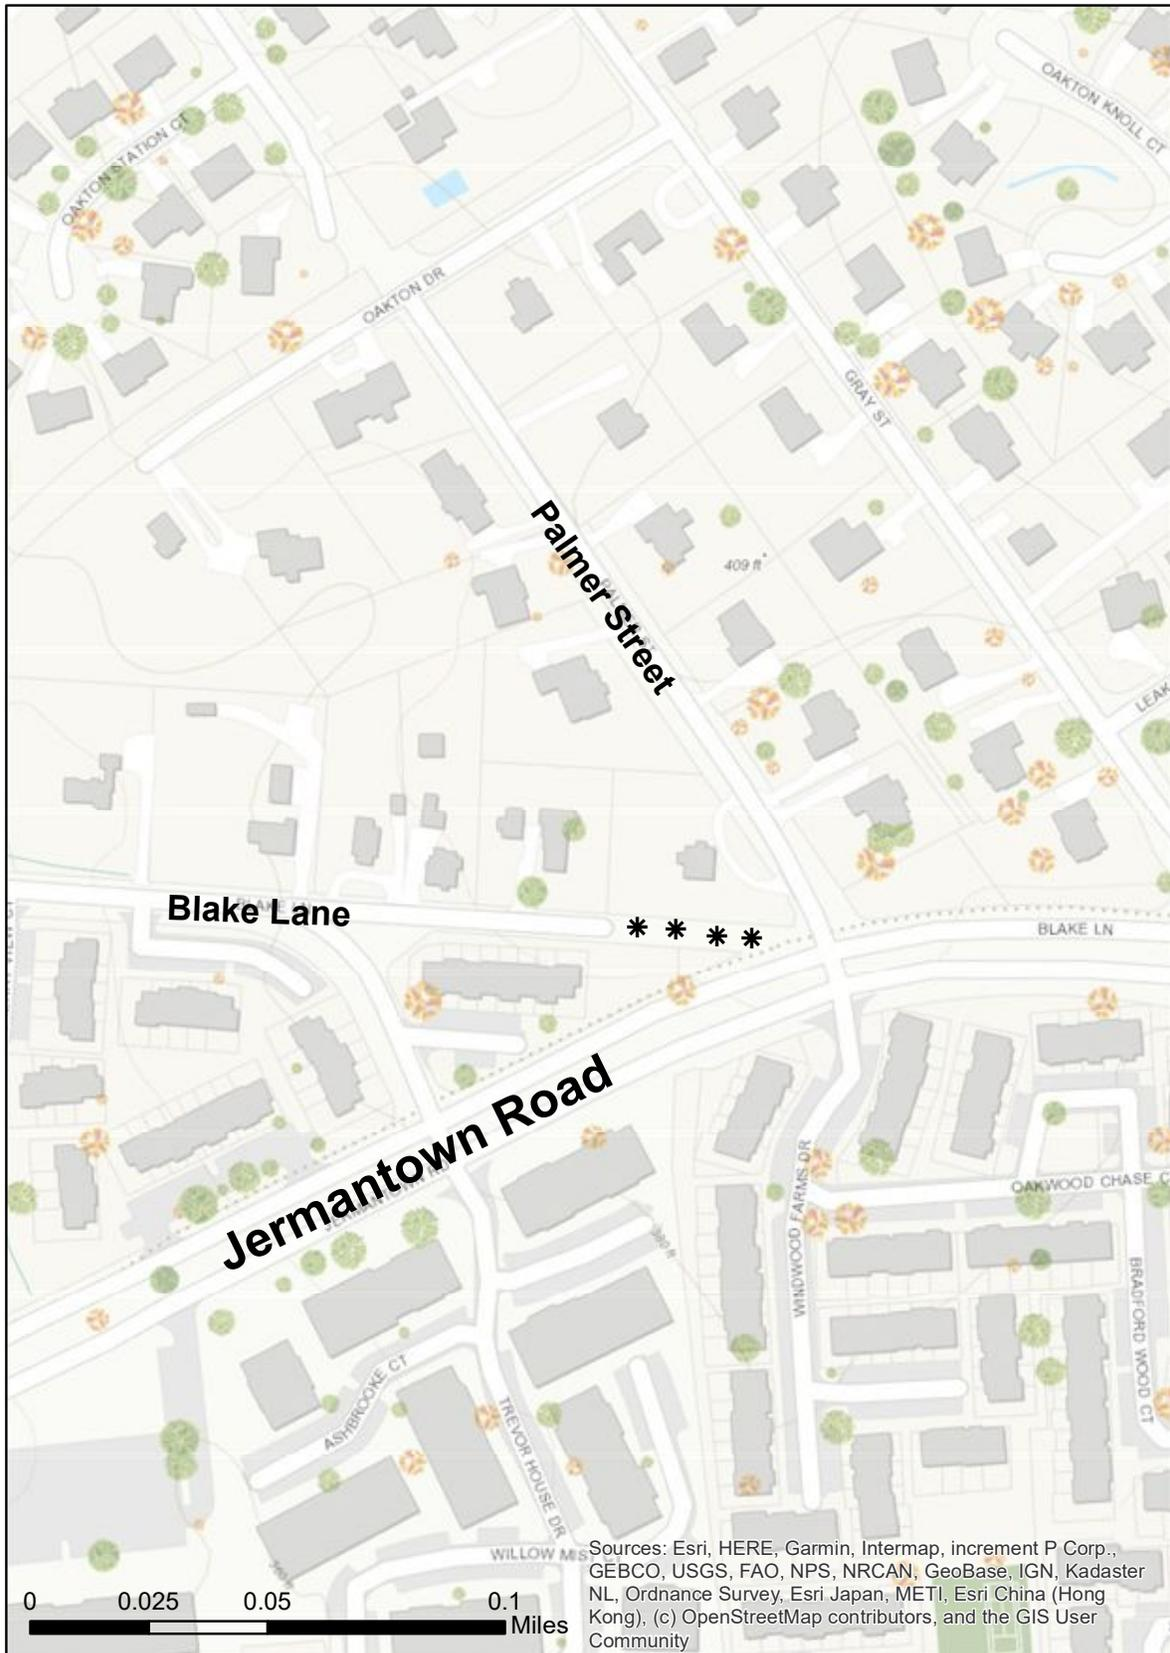 OAKTON KNOLL CT
OAKTON STATION CT
OAKTON DR
GRAY ST
Palmer Street
409 ft
LEAK
Blake Lane
BLAKE LN
* * * *
BLAKE LN
Jermantown Road
WINDWOOD FARMS DR
OAKWOOD CHASE C
380 ft
BRADFORD WOOD CT
ASHBROOKE CT
TREVOR HOUSE DR
WILLOW MIST CT
Sources: Esri, HERE, Garmin, Intermap, increment P Corp.,
GEBCO, USGS, FAO, NPS, NRCAN, GeoBase, IGN, Kadaster
NL, Ordnance Survey, Esri Japan, METI, Esri China (Hong
Kong), (c) OpenStreetMap contributors, and the GIS User
Community
0 0.025 0.05 0.1
Miles